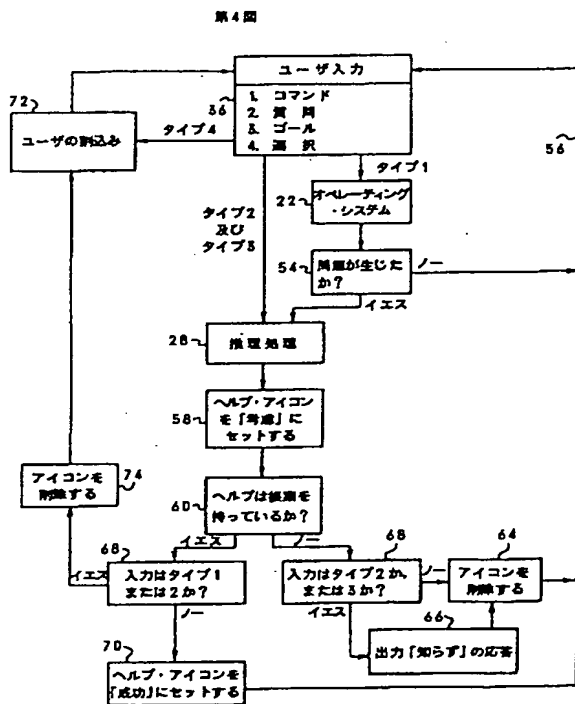 第4図
ユーザ入力
1. コマンド
2. 質問
3. ゴール
4. 選択
36
72
ユーザの割込み
タイプ4
56
タイプ1
タイプ2
及び
タイプ3
22
オペレーティング
・システム
54
問題が生じた
か?
ノー
イエス
28
推理処理
58
ヘルプ・アイコン
を「考慮」に
セットする
74
アイコンを
削除する
60
ヘルプは を
持っているか?
イエス
ノー
68
入力はタイプ1
または2か?
イエス
ノー
68
入力はタイプ2か、
または3か?
ノー
イエス
64
アイコンを
削除する
66
出力「知らず」の応答
70
ヘルプ・アイコンを
「成功」にセットする